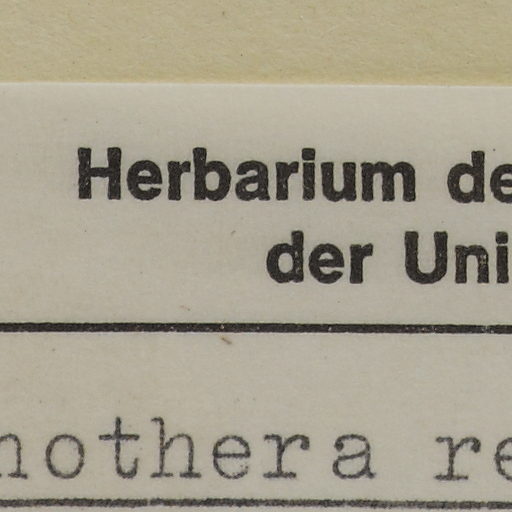 Herbarium de
der Uni
nothera re